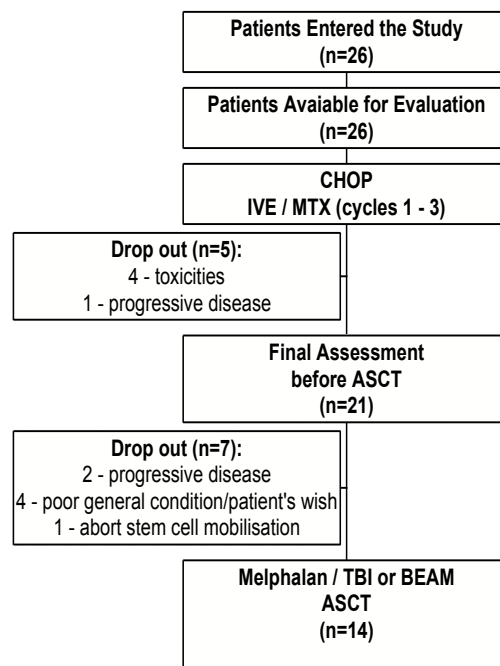 Patients Entered the Study
(n=26)
Patients Avaiable for Evaluation
(n=26)
CHOP
IVE / MTX (cycles 1 - 3)
Drop out (n=5):
4 - toxicities
1 - progressive disease
Final Assessment
before ASCT
(n=21)
Drop out (n=7):
2 - progressive disease
4 - poor general condition/patient's wish
1 - abort stem cell mobilisation
Melphalan / TBI or BEAM
ASCT
(n=14)